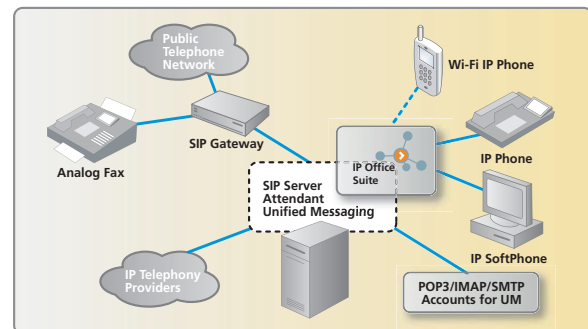 Public
Telephone
Network
Wi-Fi IP Phone
SIP Gateway
Analog Fax
IP Office
Suite
IP Phone
SIP Server
Attendant
Unified Messaging
IP SoftPhone
IP Telephony
Providers
POP3/IMAP/SMTP
Accounts for UM